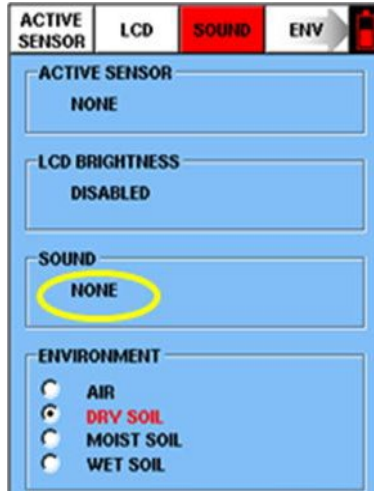 ACTIVE SENSOR
LCD
SOUND
ENV
ACTIVE SENSOR
NONE
LCD BRIGHTNESS
DISABLED
SOUND
NONE
ENVIRONMENT
AIR
DRY SOIL
MOIST SOIL
WET SOIL